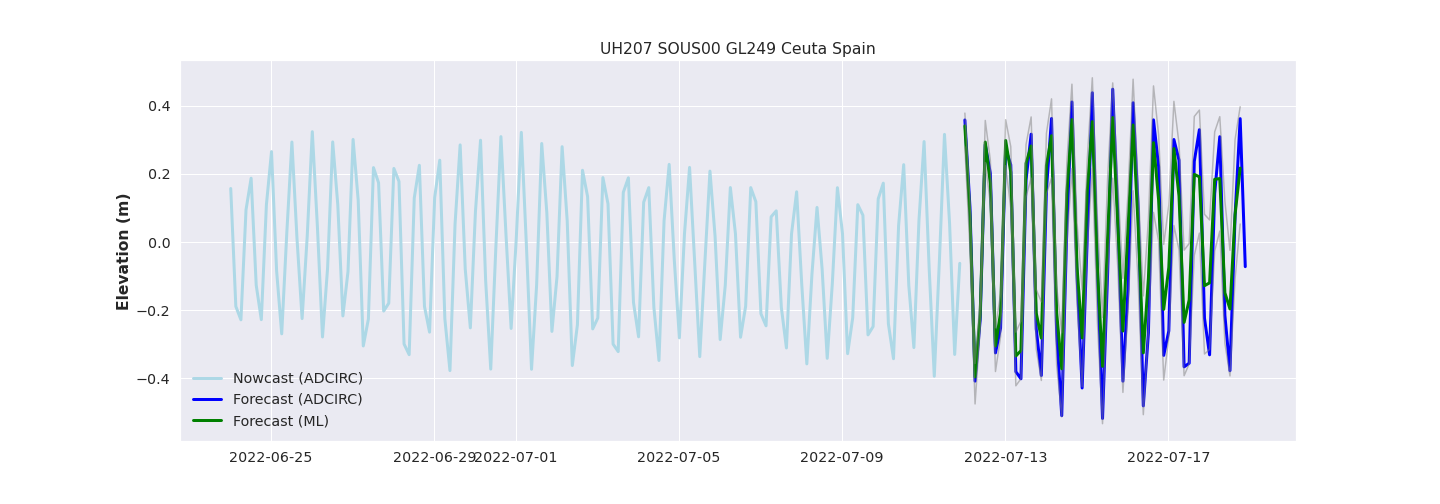 UH207 SOUS00 GL249 Ceuta Spain
Elevation (m)
0.4
0.2
0.0
−0.2
−0.4
Nowcast (ADCIRC)
Forecast (ADCIRC)
Forecast (ML)
2022-06-25 2022-06-29 2022-07-01 2022-07-05 2022-07-09 2022-07-13 2022-07-17